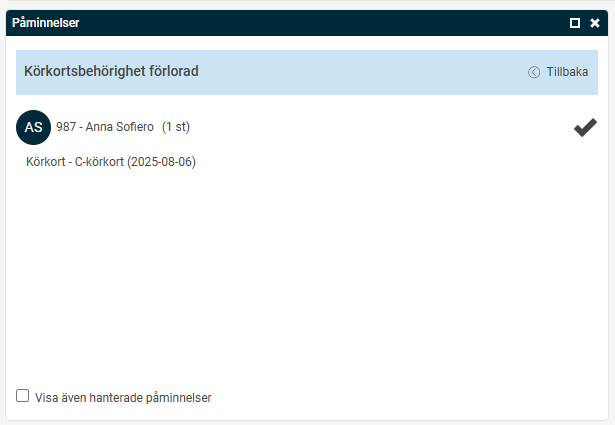 Påminnelser
Körkortsbehörighet förlorad
Tillbaka
AS 987 - Anna Sofiero (1 st)
Körkort - C-körkort (2025-08-06)
Visa även hanterade påminnelser